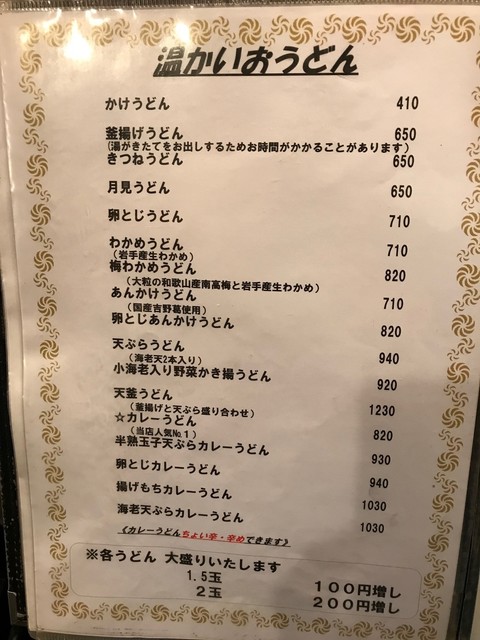 温かいおうどん
かけうどん 410
釜揚げうどん 650
(湯がきたてをお出しするためお時間がかかることがあります)
きつねうどん 650
月見うどん 650
卵とじうどん 710
わかめうどん 710
(岩手産生わかめ)
梅わかめうどん 820
(大粒の和歌山産南高梅と岩手産生わかめ)
あんかけうどん 710
(国産吉野葛使用)
卵とじあんかけうどん 820
天ぷらうどん 940
(海老天2本入り)
小海老入り野菜かき揚うどん 920
天釜うどん 1230
(釜揚げと天ぷら盛り合わせ)
☆カレーうどん 820
(当店人気№1)
半熟玉子天ぷらカレーうどん 930
卵とじカレーうどん 940
揚げもちカレーうどん 1030
海老天ぷらカレーうどん 1030
《カレーうどんちょい辛・辛めできます》
※各うどん 大盛りいたします
1.5玉 100円増し
2玉 200円増し